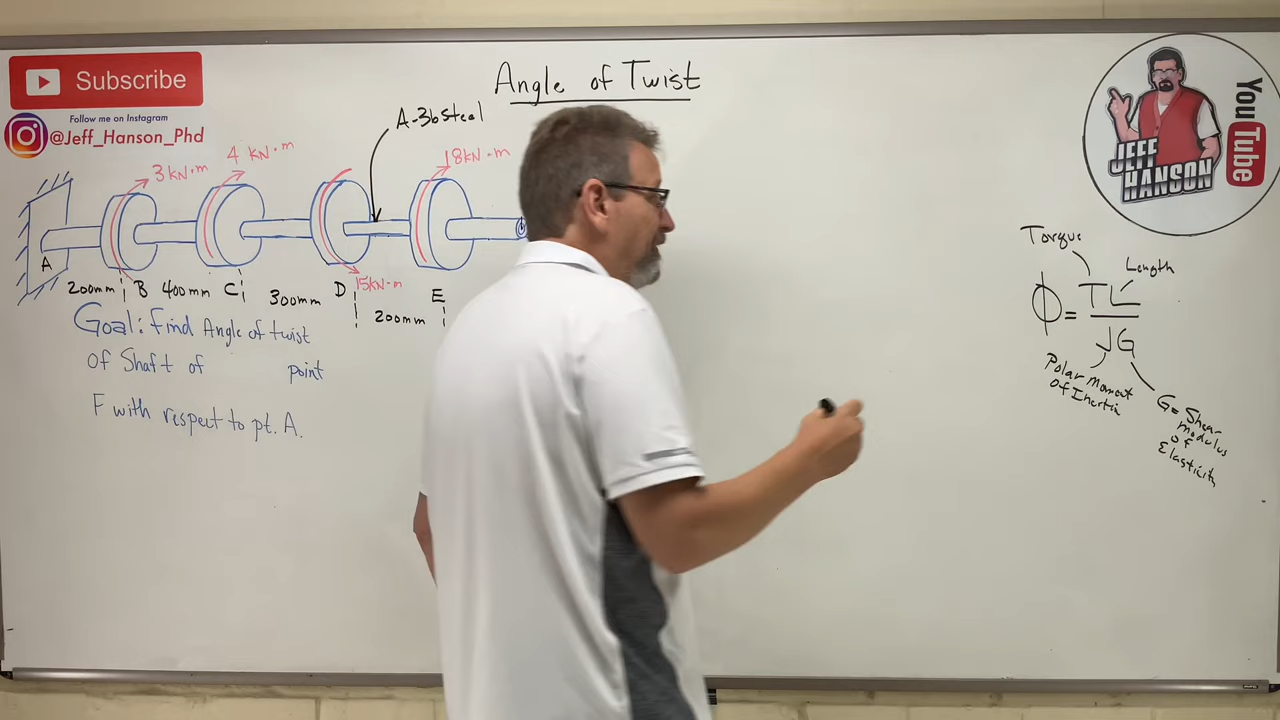 Subscribe
Follow me on Instagram
@Jeff_Hanson_Phd
Angle of Twist
A-36 Steel
3 kN·m
4 kN·m
18 kN·m
15 kN·m
A
200mm
B
400mm
C
300mm
D
200mm
E
Goal: Find Angle of twist
of Shaft of point
F with respect to pt. A.
JEFF
HANSON
YouTube
Torque
Length
Φ = TL
JG
Polar Moment
of Inertia
G = Shear
modulus
of
Elasticity